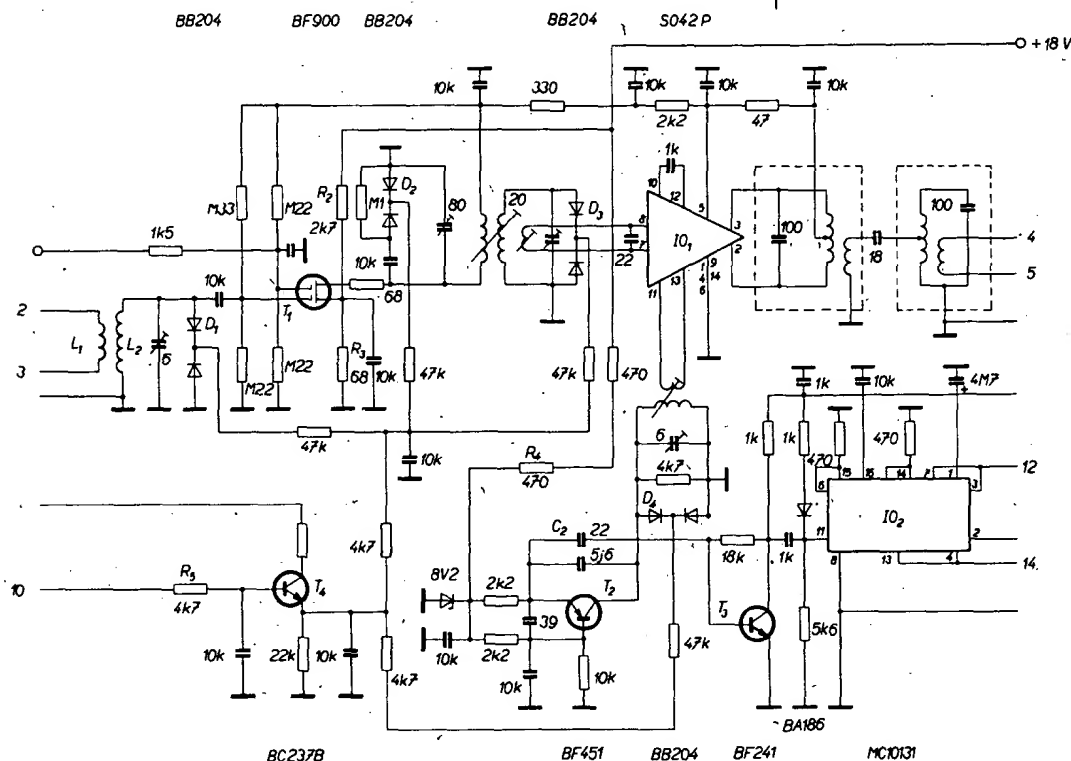 BB204 BF900 BB204 BB204 S042P
+18 V
10k 330 10k 10k 10k
2k2 47
1k
M33 M22 R2 2k7 M1 D2 80 20 D3
10 12 5
8 7 IO1 3 2
22
11 13 9 4 14 6
100 18 100 4
5
1k5
10k
10k 68
T1
2
3
L1 L2 6 D1
M22 M22 R3 68 10k 47k 47k 470
47k
10k
R4 470
6
4k7
D4
1k 10k 4M7 +
1k 1k 470 470
6 15 16 14 7 1 3 12
11 IO2 2
8 13 4 14
C2 22
5j6
18k 1k
4k7
10 R5 4k7 T4
8V2 2k2 T2
39
10k 2k2
T3
47k
5k6
10k 22k 10k 4k7
10k 10k
BA186
BC237B BF451 BB204 BF241 MC10131